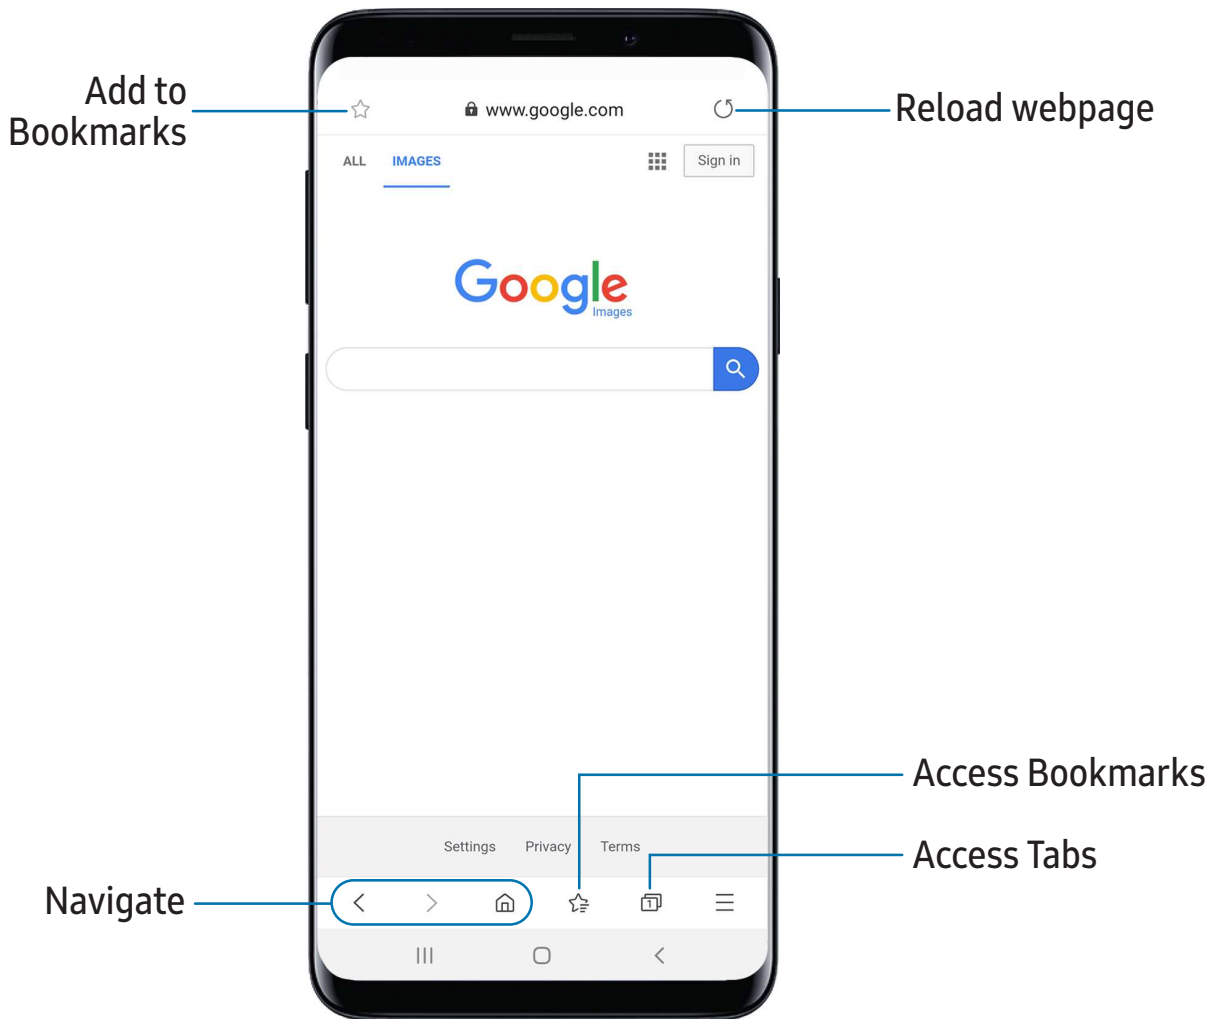 Add to
Bookmarks
www.google.com
Reload webpage
ALL IMAGES
Sign in
Google
Images
Access Bookmarks
Settings Privacy Terms
Access Tabs
Navigate
1